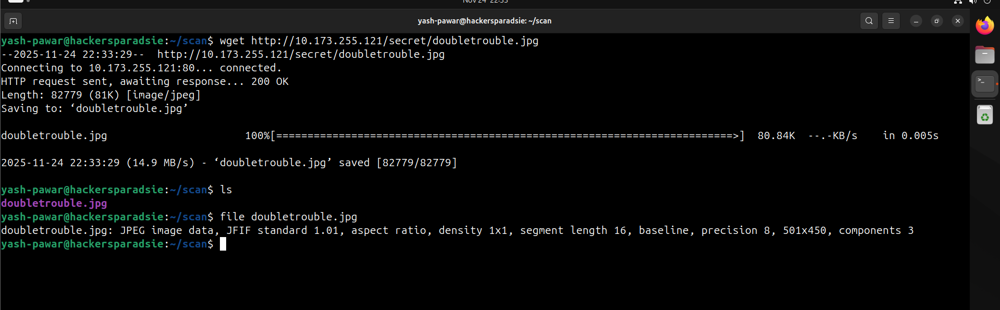 Nov 24 22:33
yash-pawar@hackersparadsie: ~/scan
yash-pawar@hackersparadsie:~/scan$ wget http://10.173.255.121/secret/doubletrouble.jpg
--2025-11-24 22:33:29--  http://10.173.255.121/secret/doubletrouble.jpg
Connecting to 10.173.255.121:80... connected.
HTTP request sent, awaiting response... 200 OK
Length: 82779 (81K) [image/jpeg]
Saving to: ‘doubletrouble.jpg’
doubletrouble.jpg                      100%[=========================================================================>]  80.84K  --.-KB/s    in 0.005s
2025-11-24 22:33:29 (14.9 MB/s) - ‘doubletrouble.jpg’ saved [82779/82779]
yash-pawar@hackersparadsie:~/scan$ ls
doubletrouble.jpg
yash-pawar@hackersparadsie:~/scan$ file doubletrouble.jpg
doubletrouble.jpg: JPEG image data, JFIF standard 1.01, aspect ratio, density 1x1, segment length 16, baseline, precision 8, 501x450, components 3
yash-pawar@hackersparadsie:~/scan$